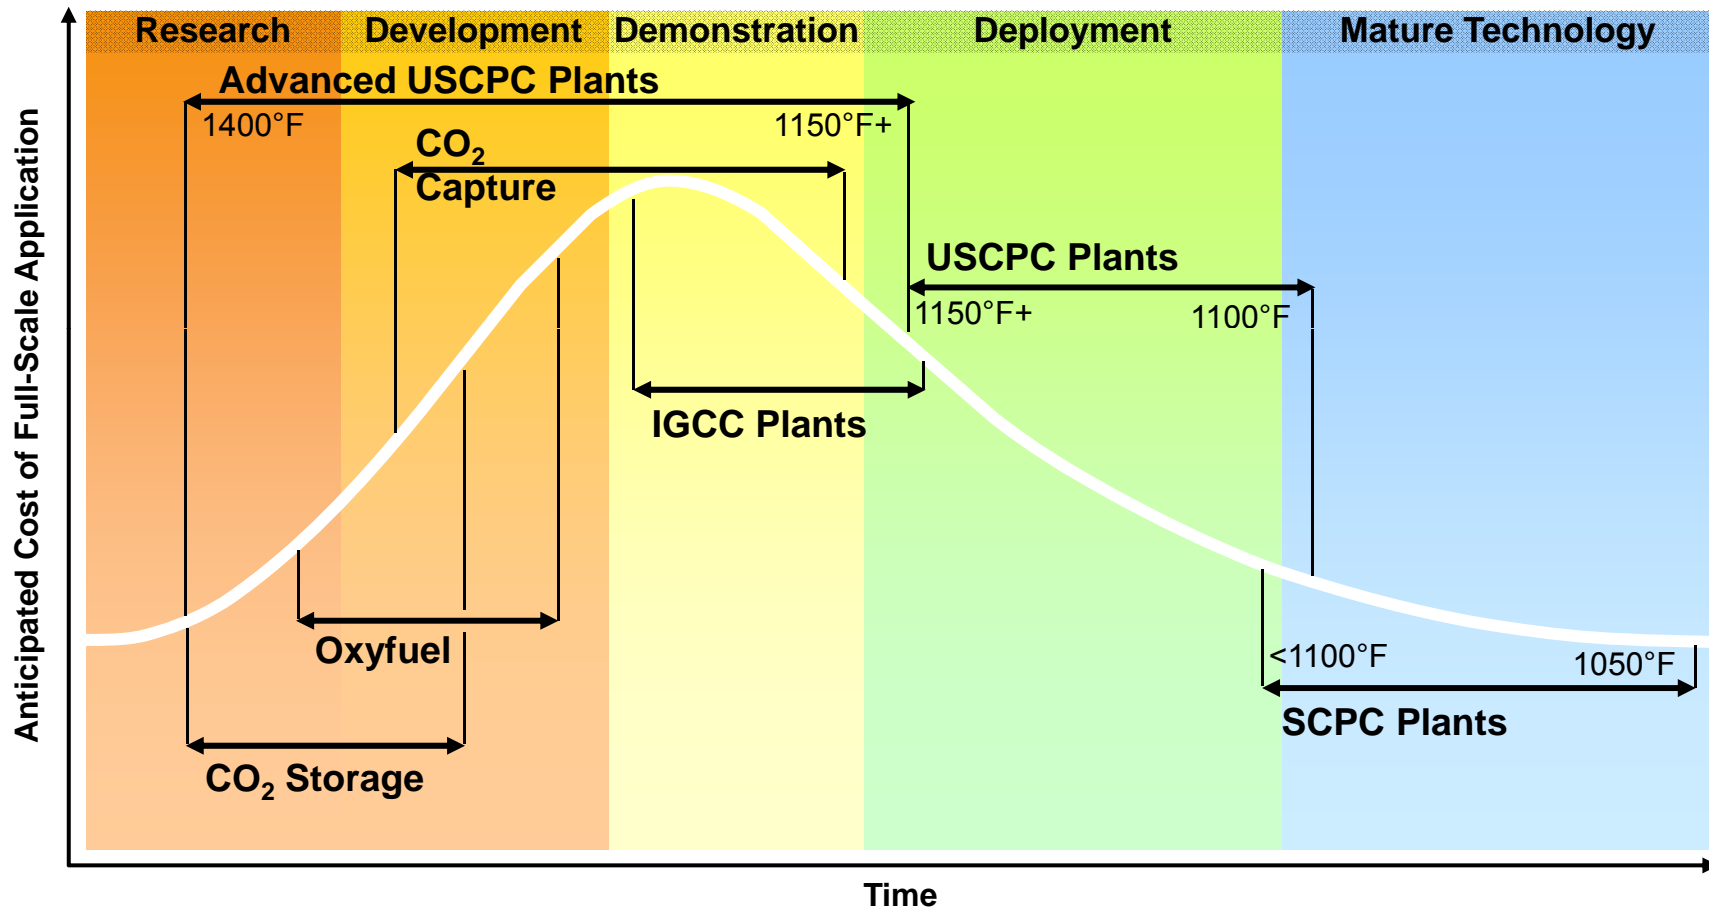 Research Development Demonstration Deployment Mature Technology
Advanced USCPC Plants
1400°F 1150°F+
CO₂
Capture
USCPC Plants
1150°F+ 1100°F
IGCC Plants
Oxyfuel
<1100°F 1050°F
SCPC Plants
CO₂ Storage
Anticipated Cost of Full-Scale Application
Time